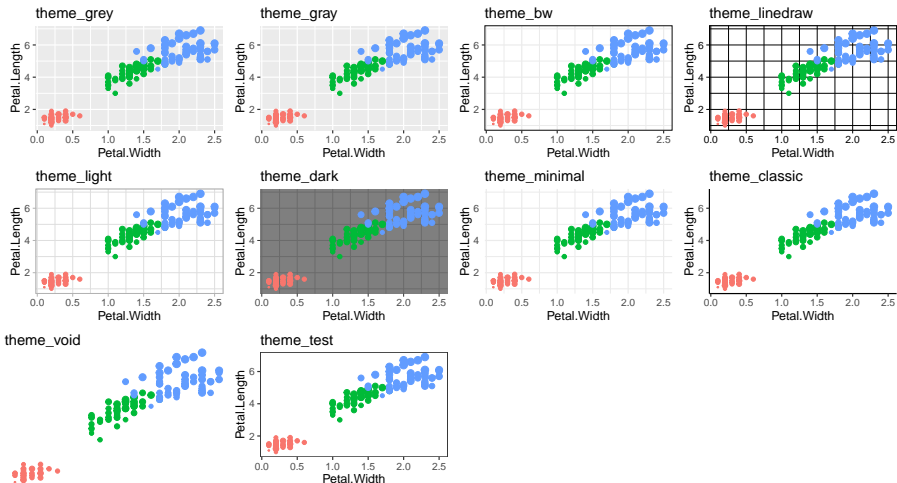 theme_grey
Petal.Length
6
4
2
0.0 0.5 1.0 1.5 2.0 2.5
Petal.Width
theme_gray
Petal.Length
6
4
2
0.0 0.5 1.0 1.5 2.0 2.5
Petal.Width
theme_bw
Petal.Length
6
4
2
0.0 0.5 1.0 1.5 2.0 2.5
Petal.Width
theme_linedraw
Petal.Length
6
4
2
0.0 0.5 1.0 1.5 2.0 2.5
Petal.Width
theme_light
Petal.Length
6
4
2
0.0 0.5 1.0 1.5 2.0 2.5
Petal.Width
theme_dark
Petal.Length
6
4
2
0.0 0.5 1.0 1.5 2.0 2.5
Petal.Width
theme_minimal
Petal.Length
6
4
2
0.0 0.5 1.0 1.5 2.0 2.5
Petal.Width
theme_classic
Petal.Length
6
4
2
0.0 0.5 1.0 1.5 2.0 2.5
Petal.Width
theme_void
theme_test
Petal.Length
6
4
2
0.0 0.5 1.0 1.5 2.0 2.5
Petal.Width